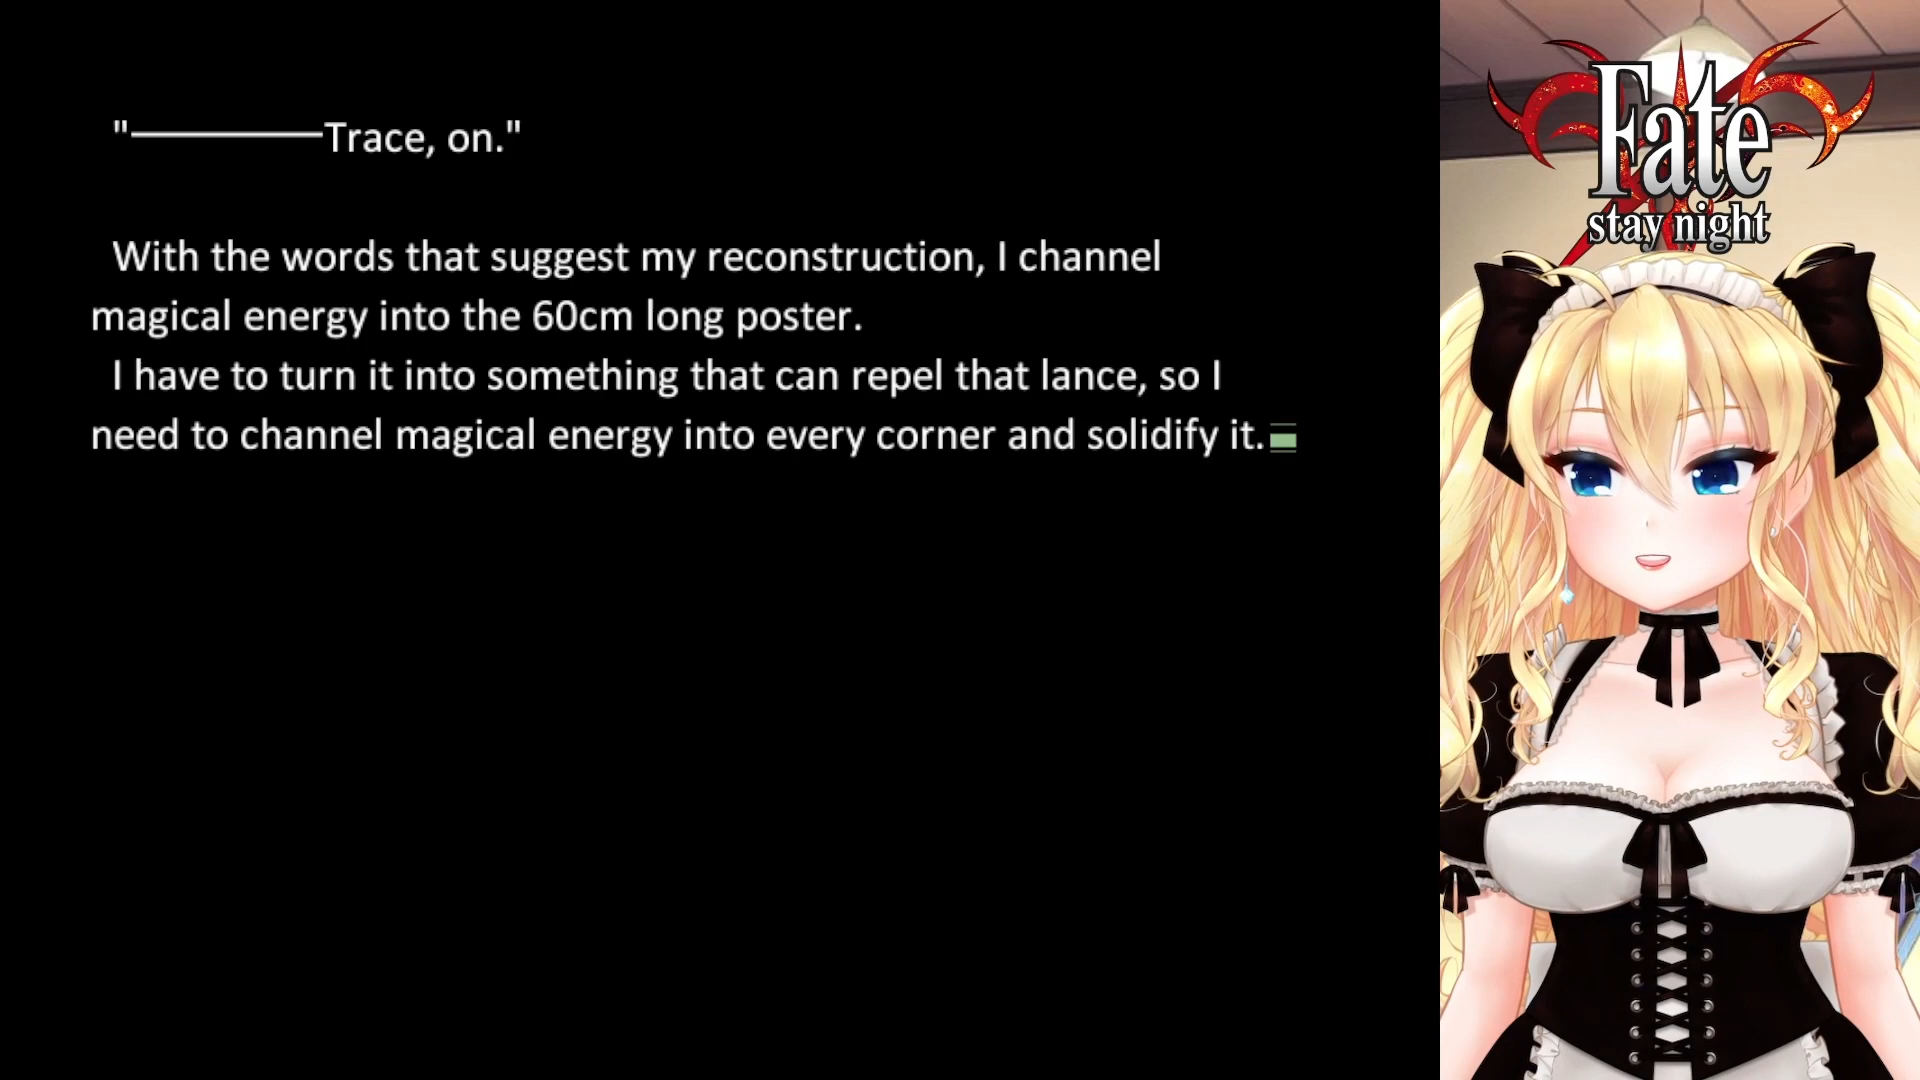 "————Trace, on."
With the words that suggest my reconstruction, I channel
magical energy into the 60cm long poster.
I have to turn it into something that can repel that lance, so I
need to channel magical energy into every corner and solidify it.
Fate
stay night